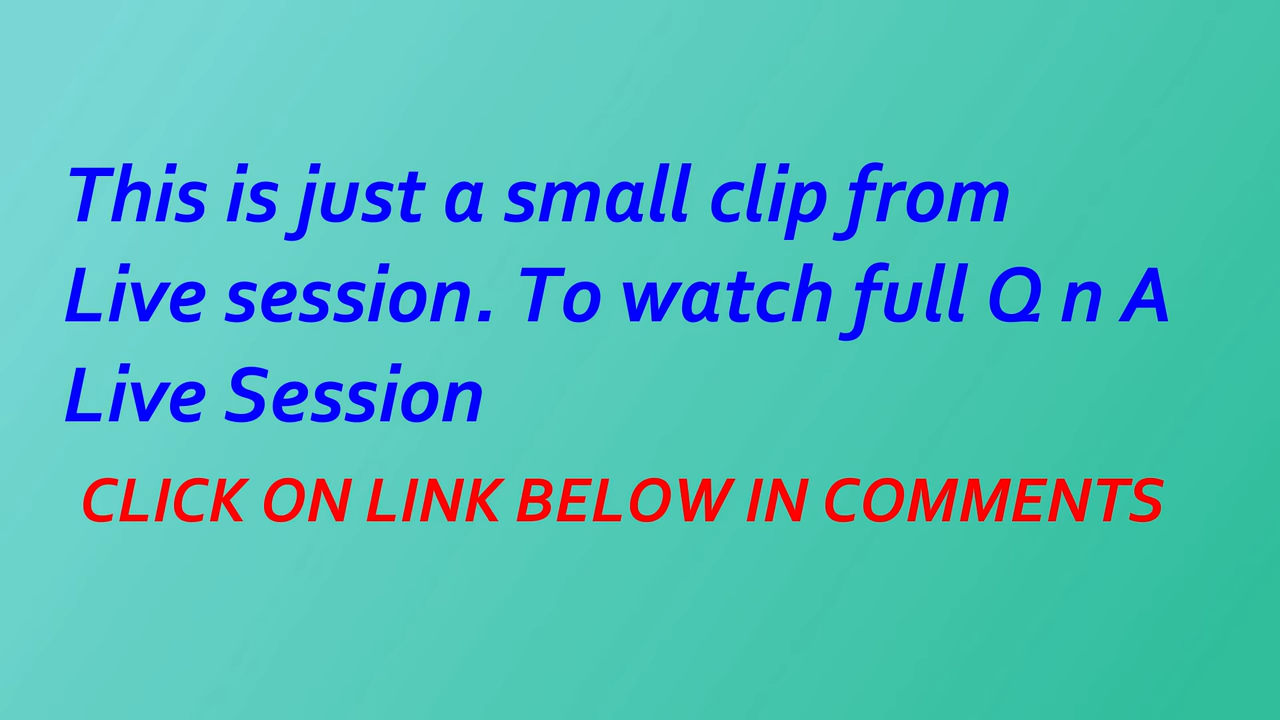 This is just a small clip from
Live session. To watch full Q n A
Live Session
CLICK ON LINK BELOW IN COMMENTS